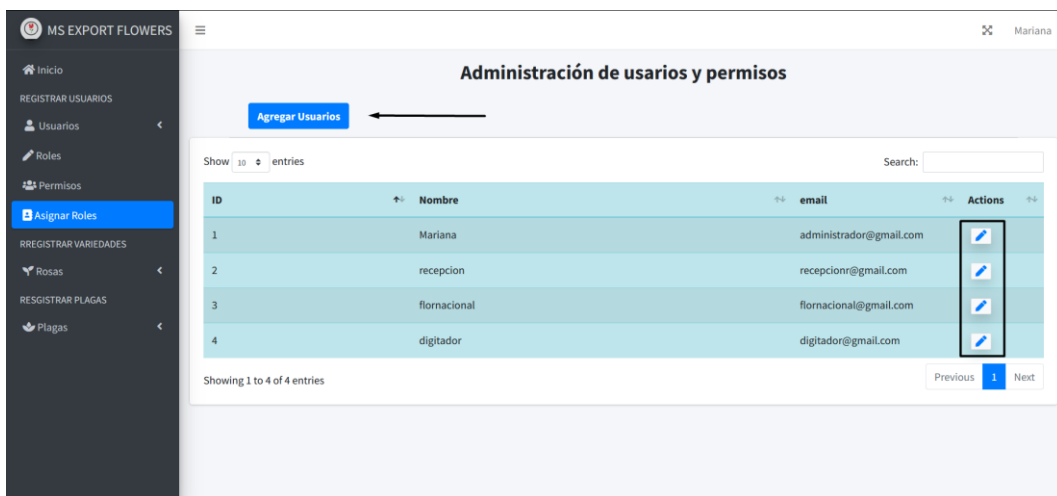 MS EXPORT FLOWERS
Mariana
Inicio
REGISTRAR USUARIOS
Usuarios
Roles
Permisos
Asignar Roles
RREGISTRAR VARIEDADES
Rosas
RESGISTRAR PLAGAS
Plagas
Administración de usarios y permisos
Agregar Usuarios
Show 10 entries
Search:
ID Nombre email Actions
1 Mariana administrador@gmail.com
2 recepcion recepcionr@gmail.com
3 flornacional flornacional@gmail.com
4 digitador digitador@gmail.com
Showing 1 to 4 of 4 entries
Previous 1 Next